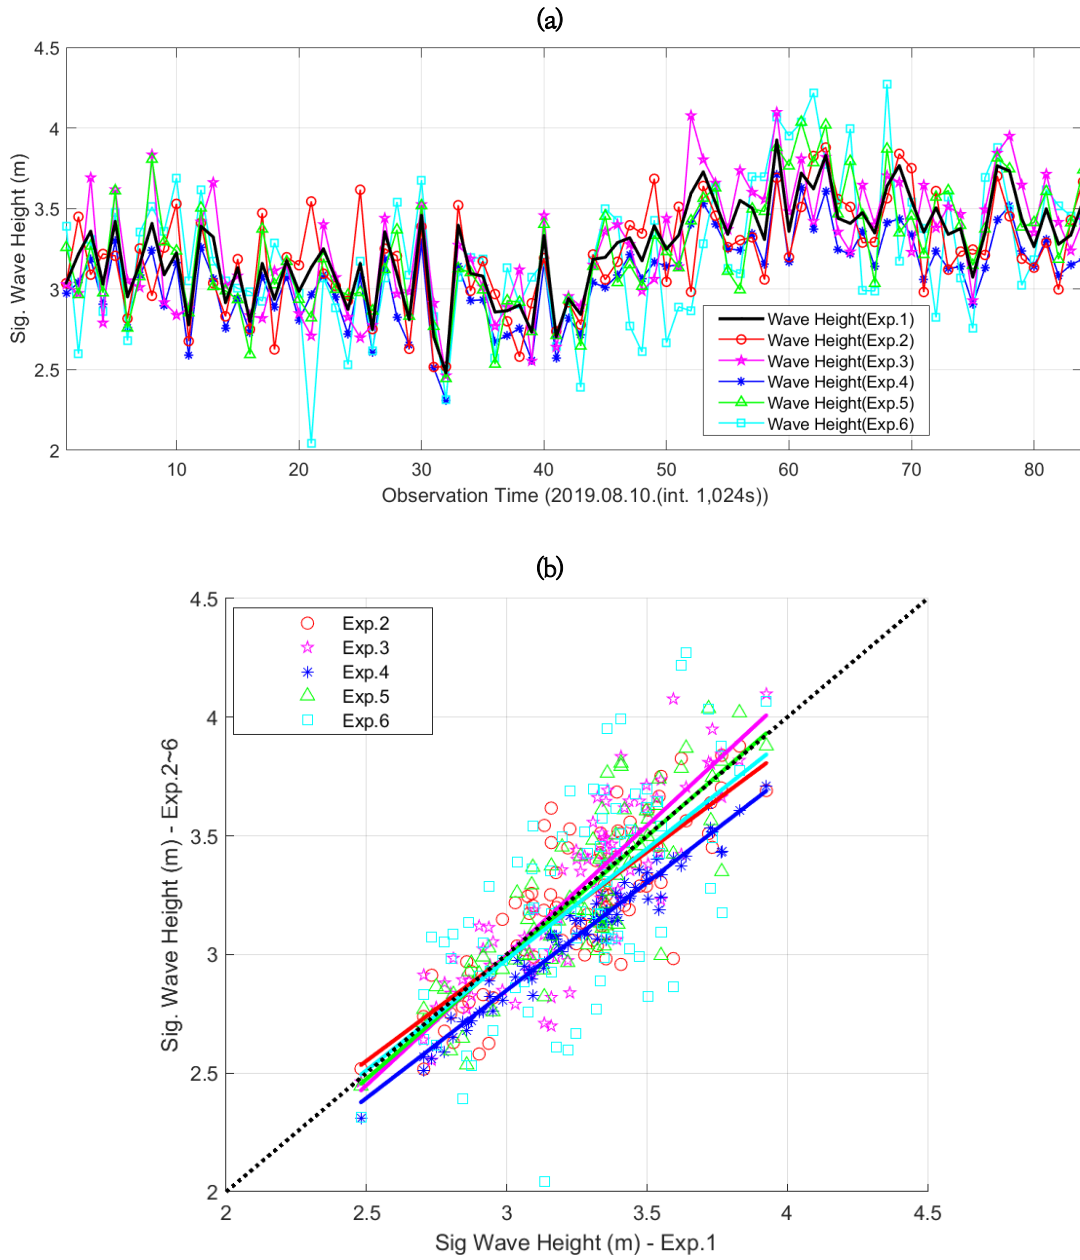 (a)
4.5
4
3.5
3
2.5
2
Sig. Wave Height (m)
10 20 30 40 50 60 70 80
Observation Time (2019.08.10.(int. 1,024s))
Wave Height(Exp.1)
Wave Height(Exp.2)
Wave Height(Exp.3)
Wave Height(Exp.4)
Wave Height(Exp.5)
Wave Height(Exp.6)
(b)
4.5
4
3.5
3
2.5
2
Sig. Wave Height (m) - Exp.2~6
Exp.2
Exp.3
Exp.4
Exp.5
Exp.6
2 2.5 3 3.5 4 4.5
Sig Wave Height (m) - Exp.1